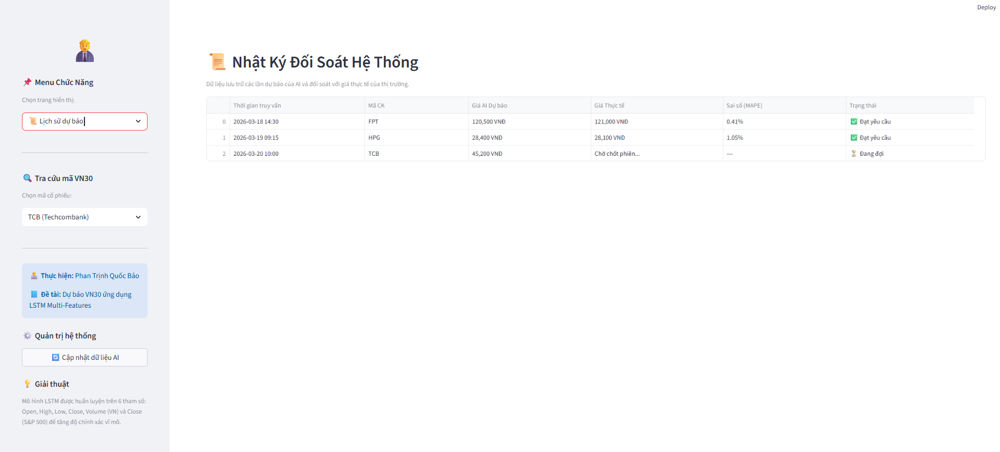 Deploy
Menu Chức Năng
Chọn trang hiển thị:
Lịch sử dự báo
Tra cứu mã VN30
Chọn mã cổ phiếu:
TCB (Techcombank)
Thực hiện: Phan Trịnh Quốc Bảo
Đề tài: Dự báo VN30 ứng dụng
LSTM Multi-Features
Quản trị hệ thống
Cập nhật dữ liệu AI
Giải thuật
Mô hình LSTM được huấn luyện trên 6 tham số:
Open, High, Low, Close, Volume (VN) và Close
(S&P 500) để tăng độ chính xác vĩ mô.
Nhật Ký Đối Soát Hệ Thống
Dữ liệu lưu trữ các lần dự báo của AI và đối soát với giá thực tế của thị trường.
Thời gian truy vấn Mã CK Giá AI Dự báo Giá Thực tế Sai số (MAPE) Trạng thái
0 2026-03-18 14:30 FPT 120,500 VNĐ 121,000 VNĐ 0.41% ✅ Đạt yêu cầu
1 2026-03-19 09:15 HPG 28,400 VNĐ 28,100 VNĐ 1.05% ✅ Đạt yêu cầu
2 2026-03-20 10:00 TCB 45,200 VNĐ Chờ chốt phiên... --- ⏳ Đang đợi